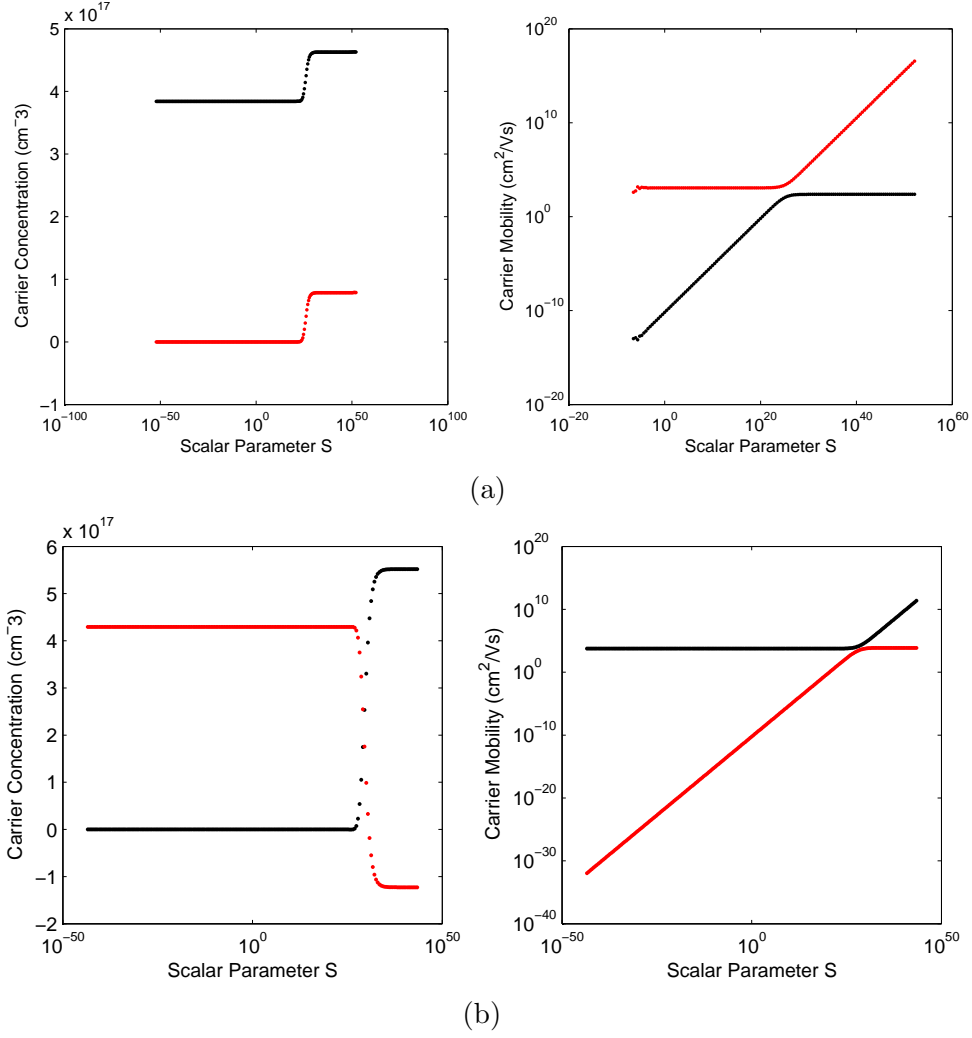 x 10^17
5
4
3
2
1
0
−1
Carrier Concentration (cm−3)
10^−100 10^−50 10^0 10^50 10^100
Scalar Parameter S
10^20
10^10
10^0
10^−10
10^−20
Carrier Mobility (cm^2/Vs)
10^−20 10^0 10^20 10^40 10^60
Scalar Parameter S
(a)
x 10^17
6
5
4
3
2
1
0
−1
−2
Carrier Concentration (cm−3)
10^−50 10^0 10^50
Scalar Parameter S
10^20
10^10
10^0
10^−10
10^−20
10^−30
10^−40
Carrier Mobility (cm^2/Vs)
10^−50 10^0 10^50
Scalar Parameter S
(b)